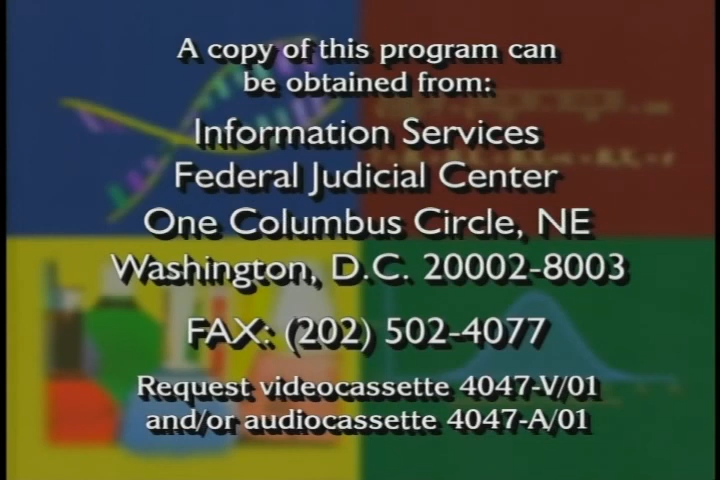 A copy of this program can
be obtained from:
Information Services
Federal Judicial Center
One Columbus Circle, NE
Washington, D.C. 20002-8003
FAX: (202) 502-4077
Request videocassette 4047-V/01
and/or audiocassette 4047-A/01